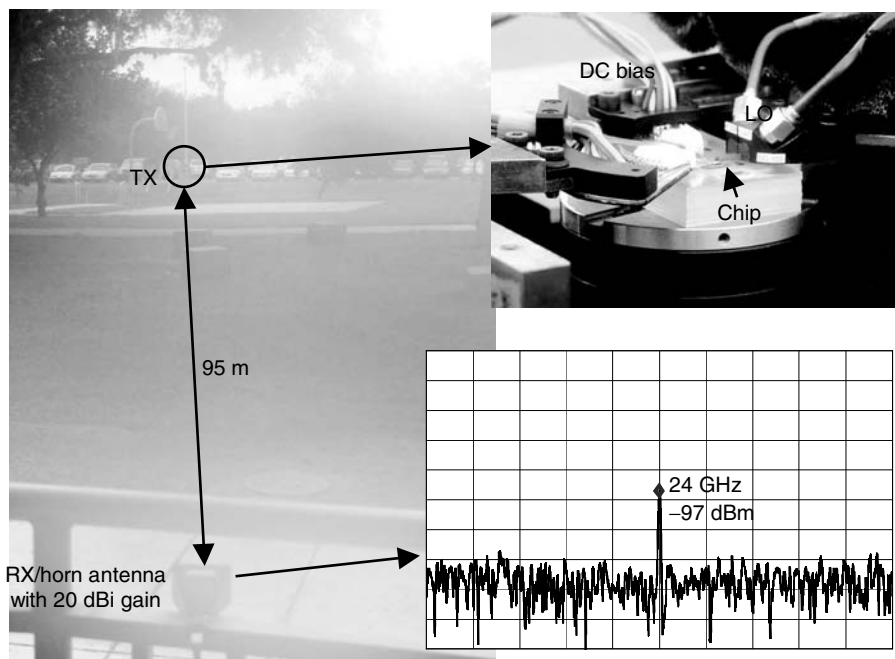 DC bias
LO
TX
Chip
95 m
24 GHz
–97 dBm
RX/horn antenna
with 20 dBi gain